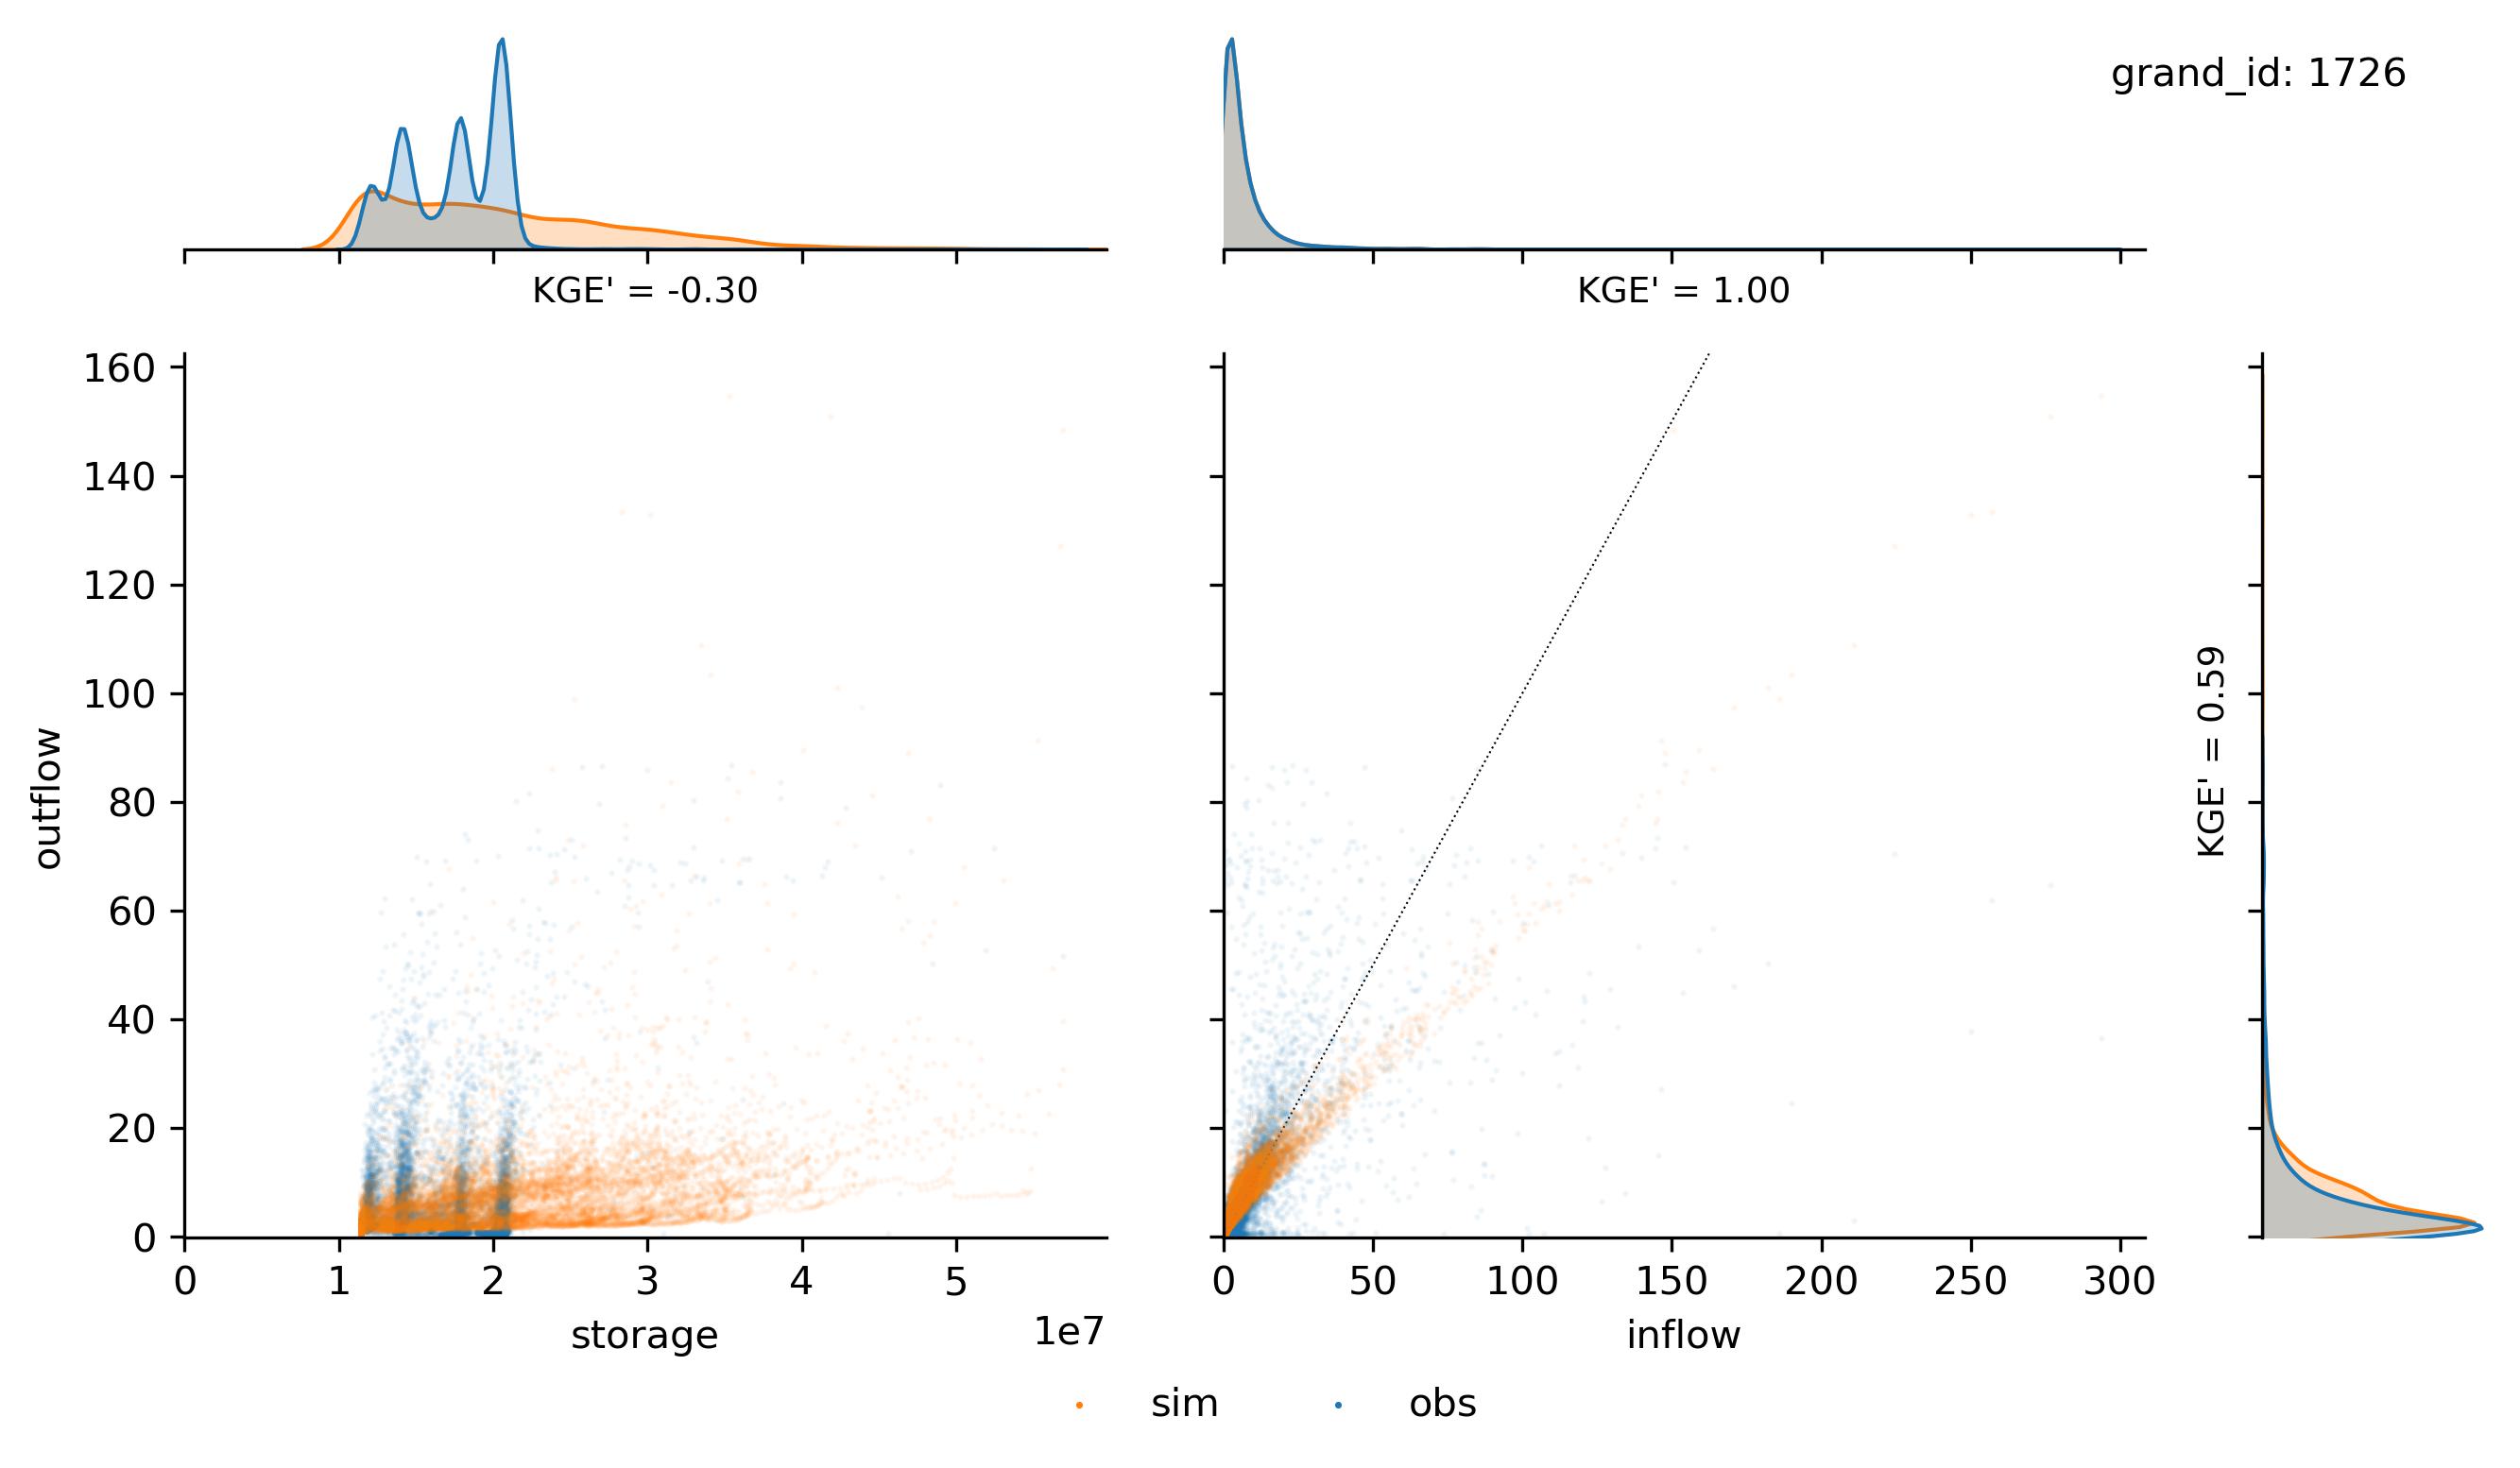 grand_id: 1726
KGE' = -0.30
KGE' = 1.00
160
140
120
100
80
60
40
20
0
outflow
KGE' = 0.59
0 1 2 3 4 5
1e7
storage
0 50 100 150 200 250 300
inflow
sim obs